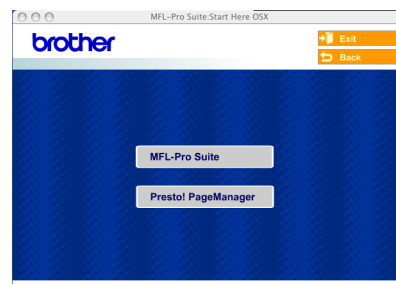 MFL-Pro Suite:Start Here OSX
brother
Exit
Back
MFL-Pro Suite
Presto! PageManager